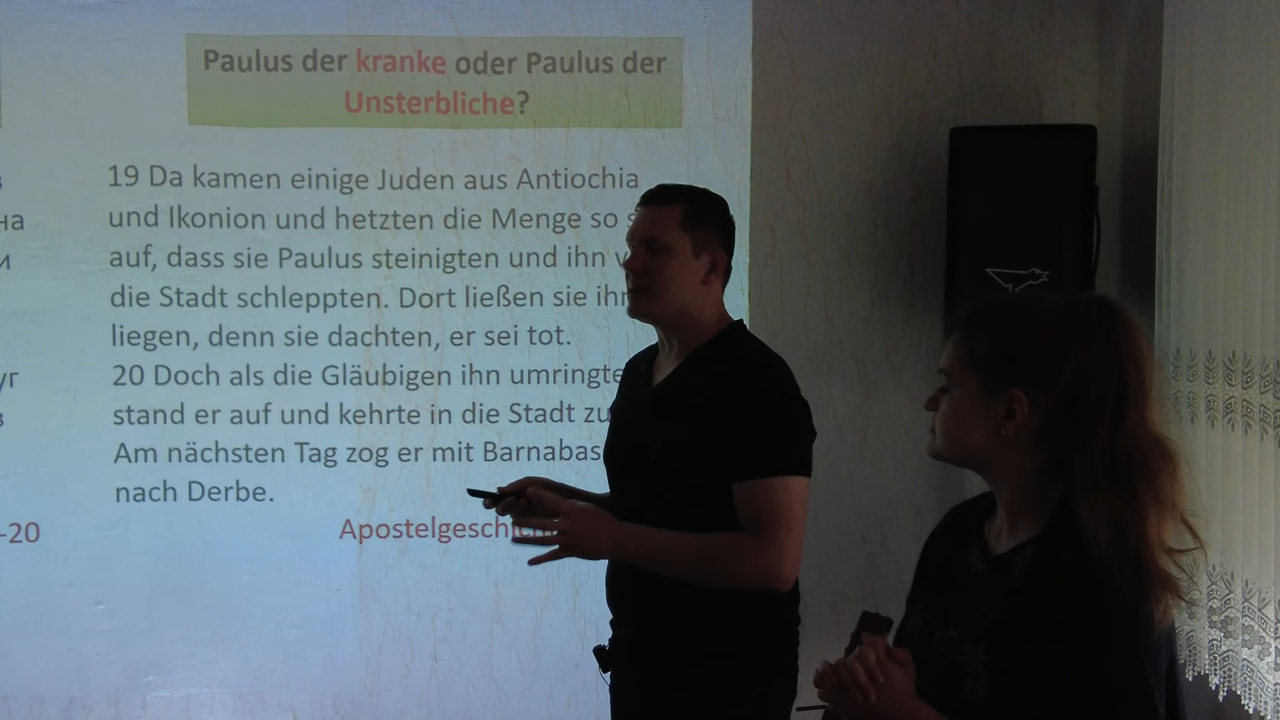 Paulus der kranke oder Paulus der
Unsterbliche?
19 Da kamen einige Juden aus Antiochia
und Ikonion und hetzten die Menge so
auf, dass sie Paulus steinigten und ihn
die Stadt schleppten. Dort ließen sie
liegen, denn sie dachten, er sei tot.
20 Doch als die Gläubigen ihn
stand er auf und kehrte in die Stadt
Am nächsten Tag zog er mit Barnabas
nach Derbe.
-20